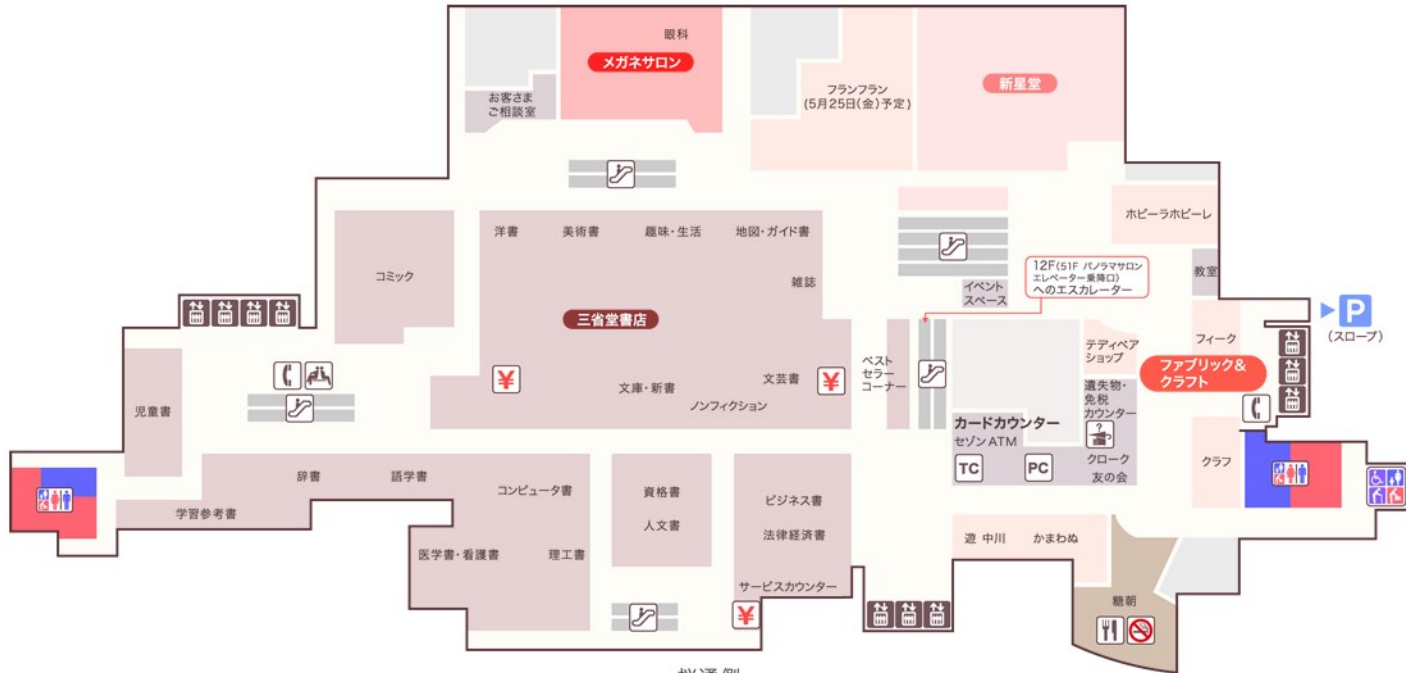 眼科
メガネサロン
お客さま
ご相談室
フランフラン
(5月25日(金)予定)
新星堂
ホビーラホビーレ
教室
洋書
美術書
趣味・生活
地図・ガイド書
雑誌
コミック
三省堂書店
12F(51F パノラマサロン
エレベーター乗降口)
へのエスカレーター
イベント
スペース
P
(スロープ)
フィーク
テディベア
ショップ
ファブリック&
クラフト
ベスト
セラー
コーナー
¥
¥
文庫・新書
文芸書
ノンフィクション
児童書
遺失物・
免税
カウンター
?
カードカウンター
セゾンATM
TC
PC
クローク
友の会
クラフ
辞書
語学書
コンピュータ書
資格書
ビジネス書
学習参考書
人文書
法律経済書
医学書・看護書
理工書
サービスカウンター
¥
遊 中川
かまわぬ
糖朝